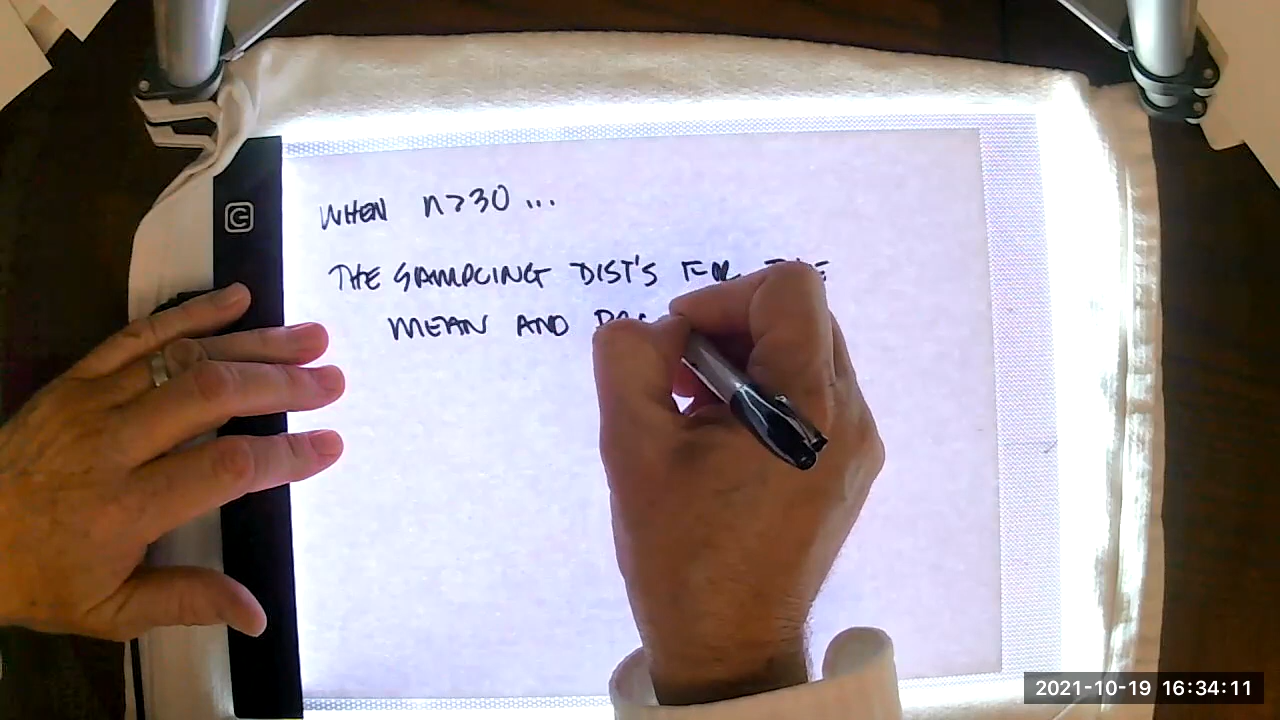 WHEN n>30 ...
THE SAMPLING DIST'S FOR
MEAN AND
2021-10-19 16:34:11